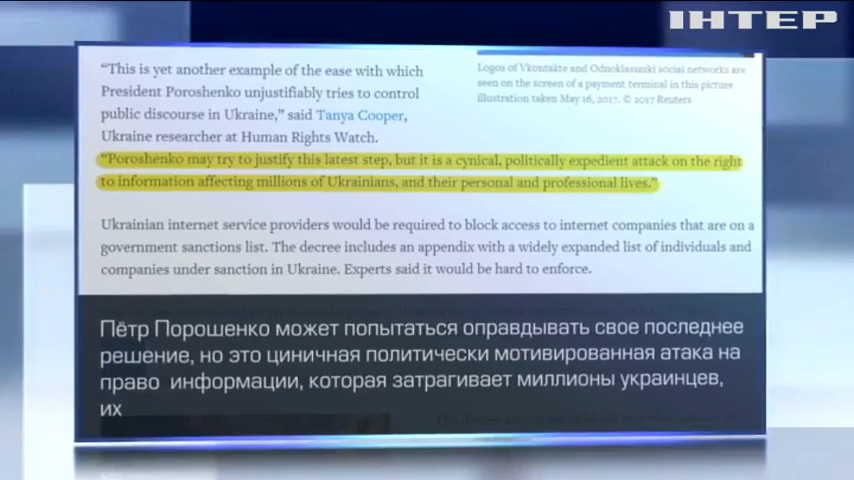 ІНТЕР
“This is yet another example of the ease with which
President Poroshenko unjustifiably tries to control
public discourse in Ukraine,” said Tanya Cooper,
Ukraine researcher at Human Rights Watch.
“Poroshenko may try to justify this latest step, but it is a cynical, politically expedient attack on the right
to information affecting millions of Ukrainians, and their personal and professional lives.”
Logos of Vkontakte and Odnoklassniki social networks are
seen on the screen of a payment terminal in this picture
illustration taken May 16, 2017. © 2017 Reuters
Ukrainian internet service providers would be required to block access to internet companies that are on a
government sanctions list. The decree includes an appendix with a widely expanded list of individuals and
companies under sanction in Ukraine. Experts said it would be hard to enforce.
Пётр Порошенко может попытаться оправдывать свое последнее
решение, но это циничная политически мотивированная атака на
право информации, которая затрагивает миллионы украинцев,
их